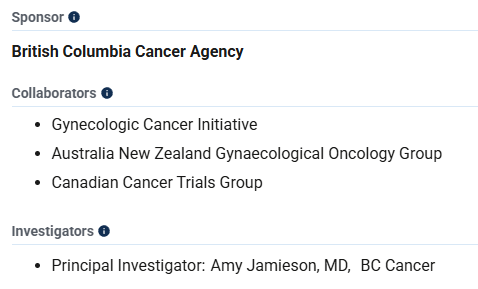 Sponsor
British Columbia Cancer Agency
Collaborators
• Gynecologic Cancer Initiative
• Australia New Zealand Gynaecological Oncology Group
• Canadian Cancer Trials Group
Investigators
• Principal Investigator: Amy Jamieson, MD, BC Cancer